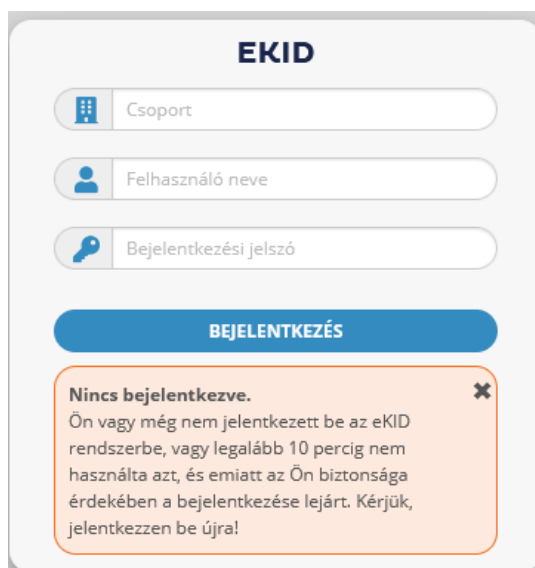 EKID
Csoport
Felhasználó neve
Bejelentkezési jelszó
BEJELENTKEZÉS
Nincs bejelentkezve.
Ön vagy még nem jelentkezett be az eKID
rendszerbe, vagy legalább 10 percig nem
használta azt, és emiatt az Ön biztonsága
érdekében a bejelentkezése lejárt. Kérjük,
jelentkezzen be újra!